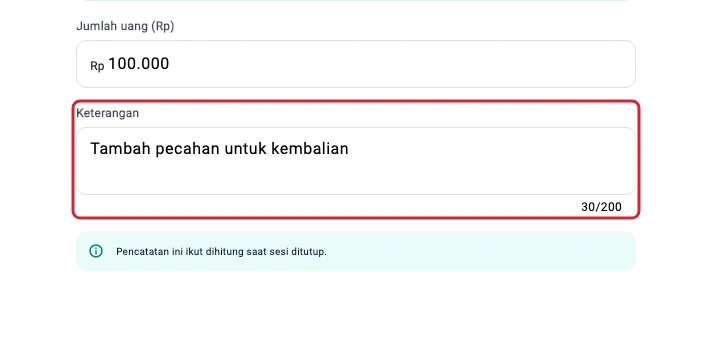 Jumlah uang (Rp)
Rp 100.000
Keterangan
Tambah pecahan untuk kembalian
30/200
Pencatatan ini ikut dihitung saat sesi ditutup.